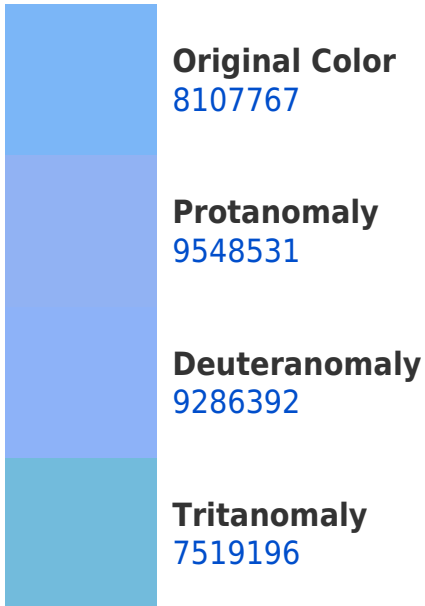 Original Color
8107767
Protanomaly
9548531
Deuteranomaly
9286392
Tritanomaly
7519196